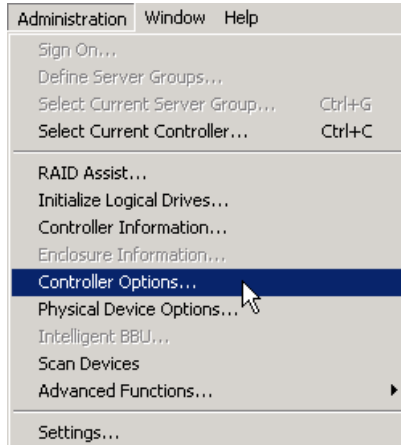 Administration Window Help
Sign On...
Define Server Groups...
Select Current Server Group... Ctrl+G
Select Current Controller... Ctrl+C
RAID Assist...
Initialize Logical Drives...
Controller Information...
Enclosure Information...
Controller Options...
Physical Device Options...
Intelligent BBU...
Scan Devices
Advanced Functions...
Settings...